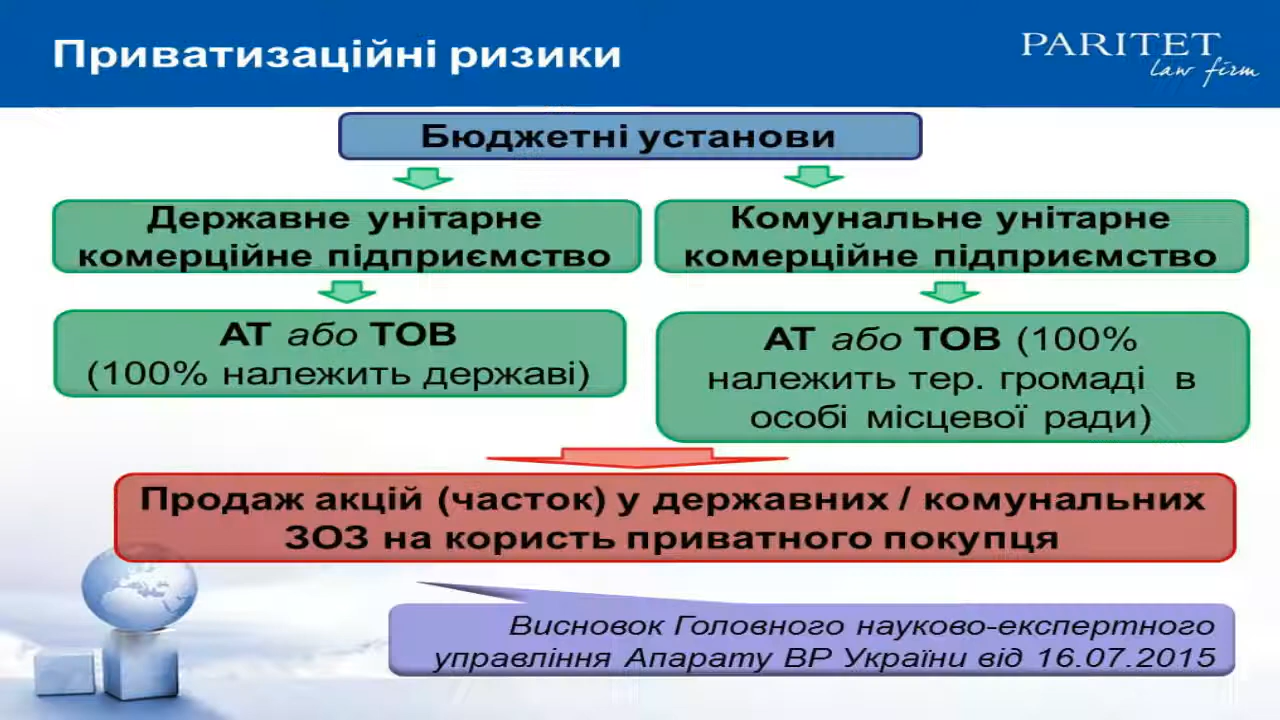 Приватизаційні ризики
PARITET
law firm
Бюджетні установи
Державне унітарне
комерційне підприємство
Комунальне унітарне
комерційне підприємство
АТ або ТОВ
(100% належить державі)
АТ або ТОВ (100%
належить тер. громаді в
особі місцевої ради)
Продаж акцій (часток) у державних / комунальних
ЗОЗ на користь приватного покупця
Висновок Головного науково-експертного
управління Апарату ВР України від 16.07.2015